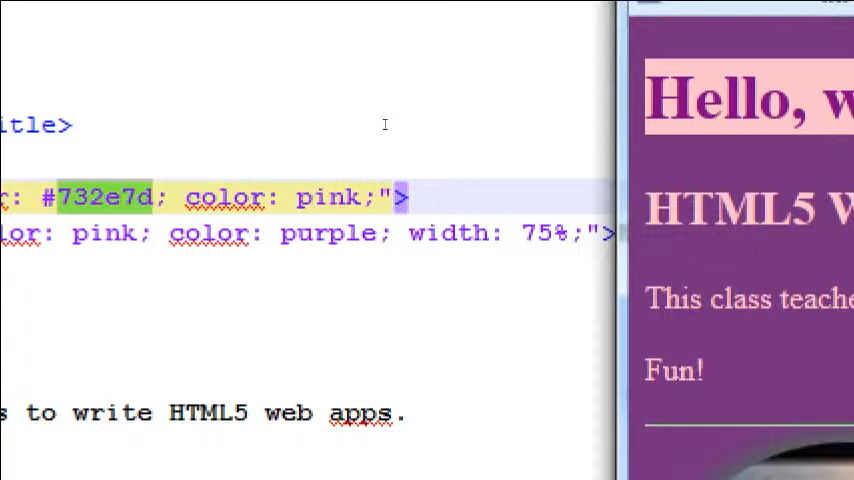 itle>
r: #732e7d; color: pink;">
lor: pink; color: purple; width: 75%;">
s to write HTML5 web apps.
Hello, w
HTML5 W
This class teache
Fun!